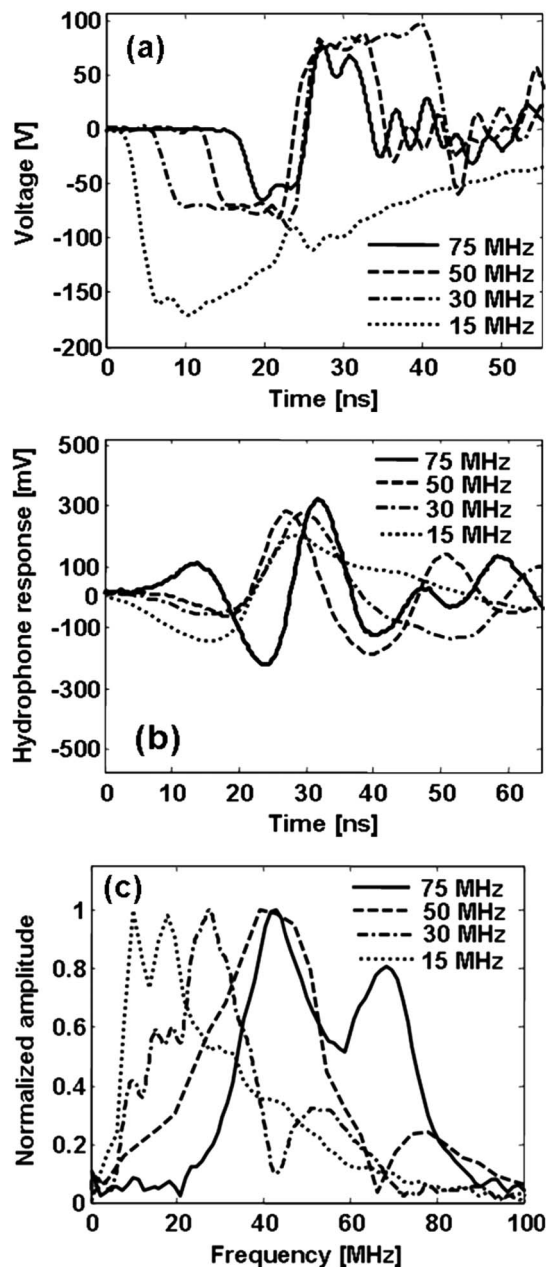 (a)
100
50
0
-50
-100
-150
-200
Voltage [V]
75 MHz
50 MHz
30 MHz
15 MHz
0 10 20 30 40 50
Time [ns]
500
300
100
-100
-300
-500
Hydrophone response [mV]
75 MHz
50 MHz
30 MHz
15 MHz
(b)
0 10 20 30 40 50 60
Time [ns]
(c)
75 MHz
50 MHz
30 MHz
15 MHz
1
0.8
0.6
0.4
0.2
0
Normalized amplitude
0 20 40 60 80 100
Frequency [MHz]